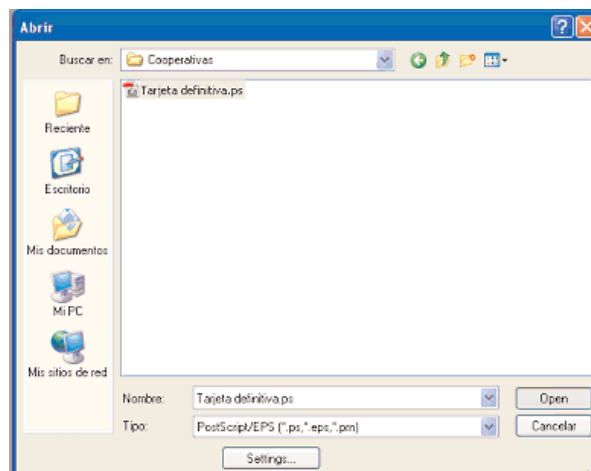 Abrir
Buscar en: Cooperativas
Tarjeta definitiva.ps
Reciente
Escritorio
Mis documentos
Mi PC
Mis sitios de red
Nombre: Tarjeta definitiva.ps Open
Tipo: PostScript/EPS (*.ps,*.eps,*.prn) Cancelar
Settings...